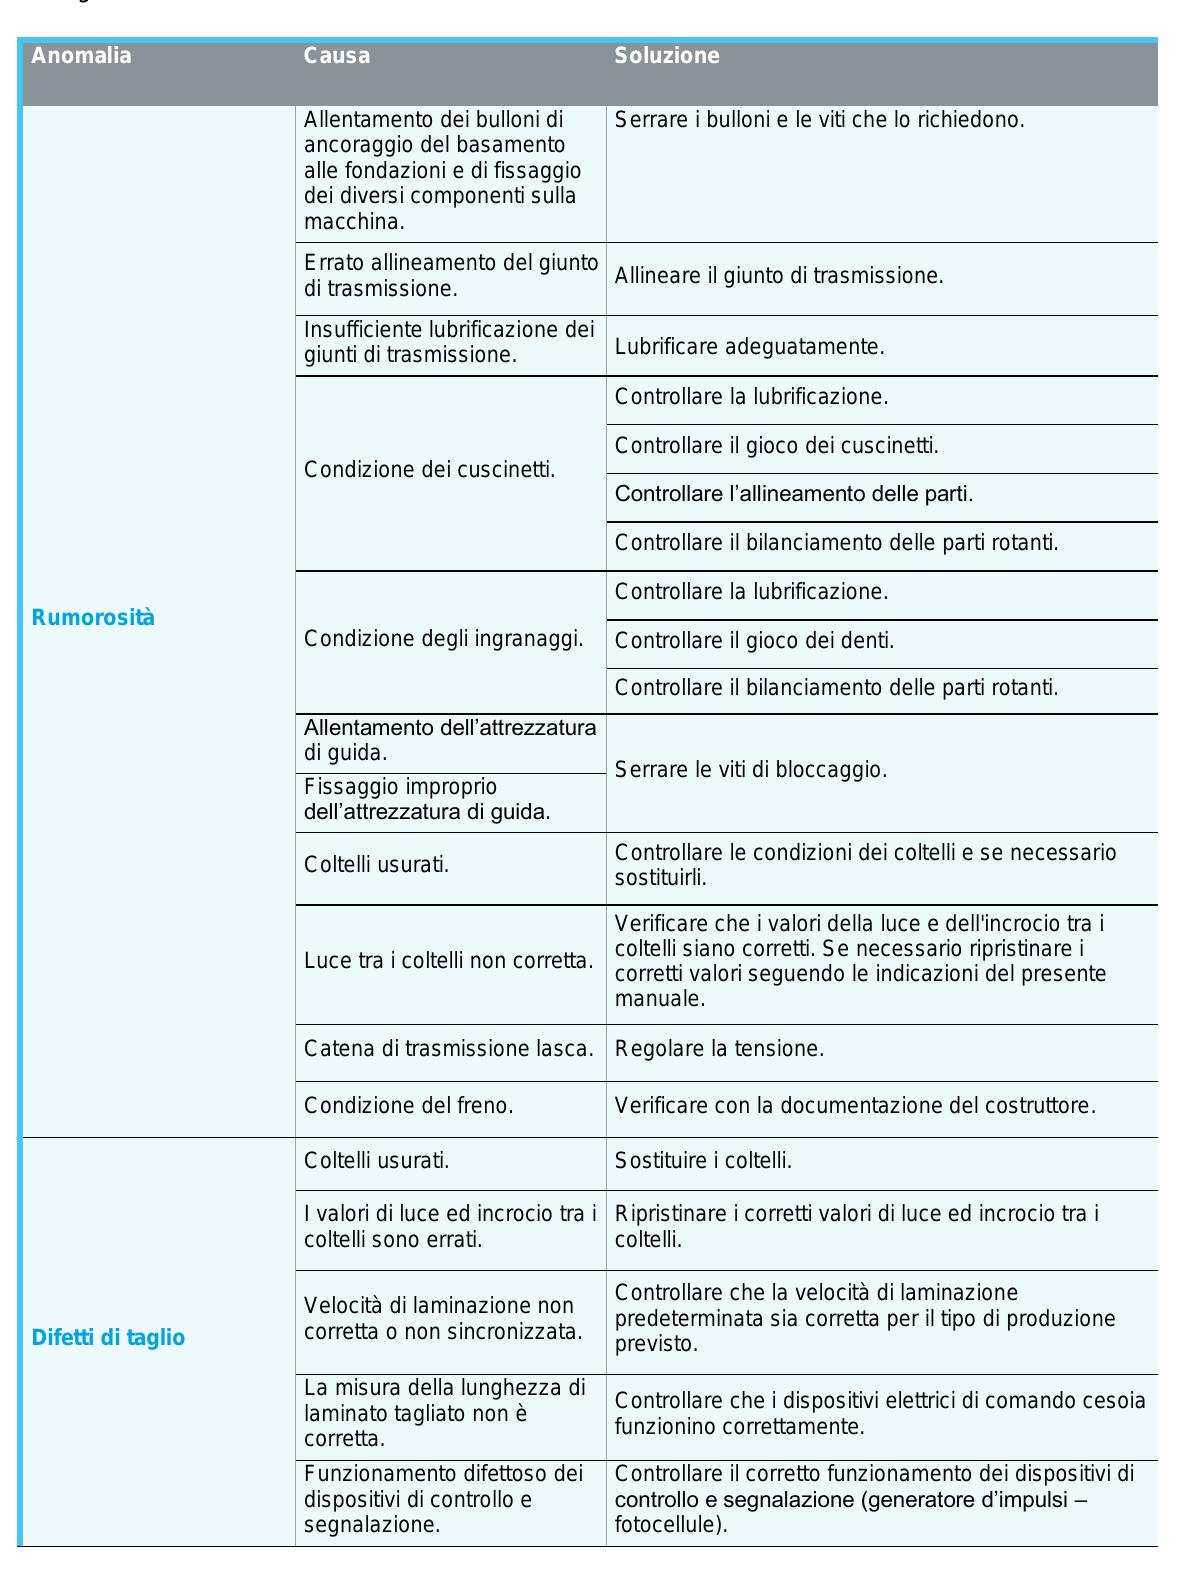 Anomalia
Causa
Soluzione
Rumorosità
Allentamento dei bulloni di
ancoraggio del basamento
alle fondazioni e di fissaggio
dei diversi componenti sulla
macchina.
Serrare i bulloni e le viti che lo richiedono.
Errato allineamento del giunto
di trasmissione.
Allineare il giunto di trasmissione.
Insufficiente lubrificazione dei
giunti di trasmissione.
Lubrificare adeguatamente.
Condizione dei cuscinetti.
Controllare la lubrificazione.
Controllare il gioco dei cuscinetti.
Controllare l’allineamento delle parti.
Controllare il bilanciamento delle parti rotanti.
Condizione degli ingranaggi.
Controllare la lubrificazione.
Controllare il gioco dei denti.
Controllare il bilanciamento delle parti rotanti.
Allentamento dell’attrezzatura
di guida.
Fissaggio improprio
dell’attrezzatura di guida.
Serrare le viti di bloccaggio.
Coltelli usurati.
Controllare le condizioni dei coltelli e se necessario
sostituirli.
Luce tra i coltelli non corretta.
Verificare che i valori della luce e dell'incrocio tra i
coltelli siano corretti. Se necessario ripristinare i
corretti valori seguendo le indicazioni del presente
manuale.
Catena di trasmissione lasca.
Regolare la tensione.
Condizione del freno.
Verificare con la documentazione del costruttore.
Difetti di taglio
Coltelli usurati.
Sostituire i coltelli.
I valori di luce ed incrocio tra i
coltelli sono errati.
Ripristinare i corretti valori di luce ed incrocio tra i
coltelli.
Velocità di laminazione non
corretta o non sincronizzata.
Controllare che la velocità di laminazione
predeterminata sia corretta per il tipo di produzione
previsto.
La misura della lunghezza di
laminato tagliato non è
corretta.
Controllare che i dispositivi elettrici di comando cesoia
funzionino correttamente.
Funzionamento difettoso dei
dispositivi di controllo e
segnalazione.
Controllare il corretto funzionamento dei dispositivi di
controllo e segnalazione (generatore d’impulsi –
fotocellule).